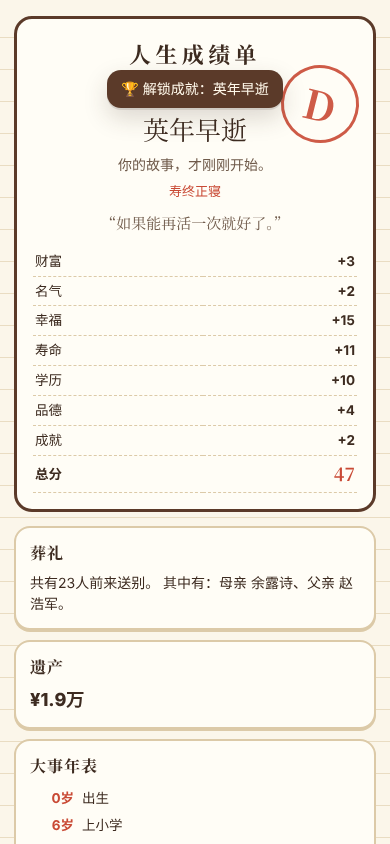 人生成绩单
🏆 解锁成就：英年早逝
D
英年早逝
你的故事，才刚刚开始。
寿终正寝
“如果能再活一次就好了。”
财富 +3
名气 +2
幸福 +15
寿命 +11
学历 +10
品德 +4
成就 +2
总分 47
葬礼
共有23人前来送别。 其中有：母亲 余露诗、父亲 赵
浩军。
遗产
¥1.9万
大事年表
0岁 出生
6岁 上小学